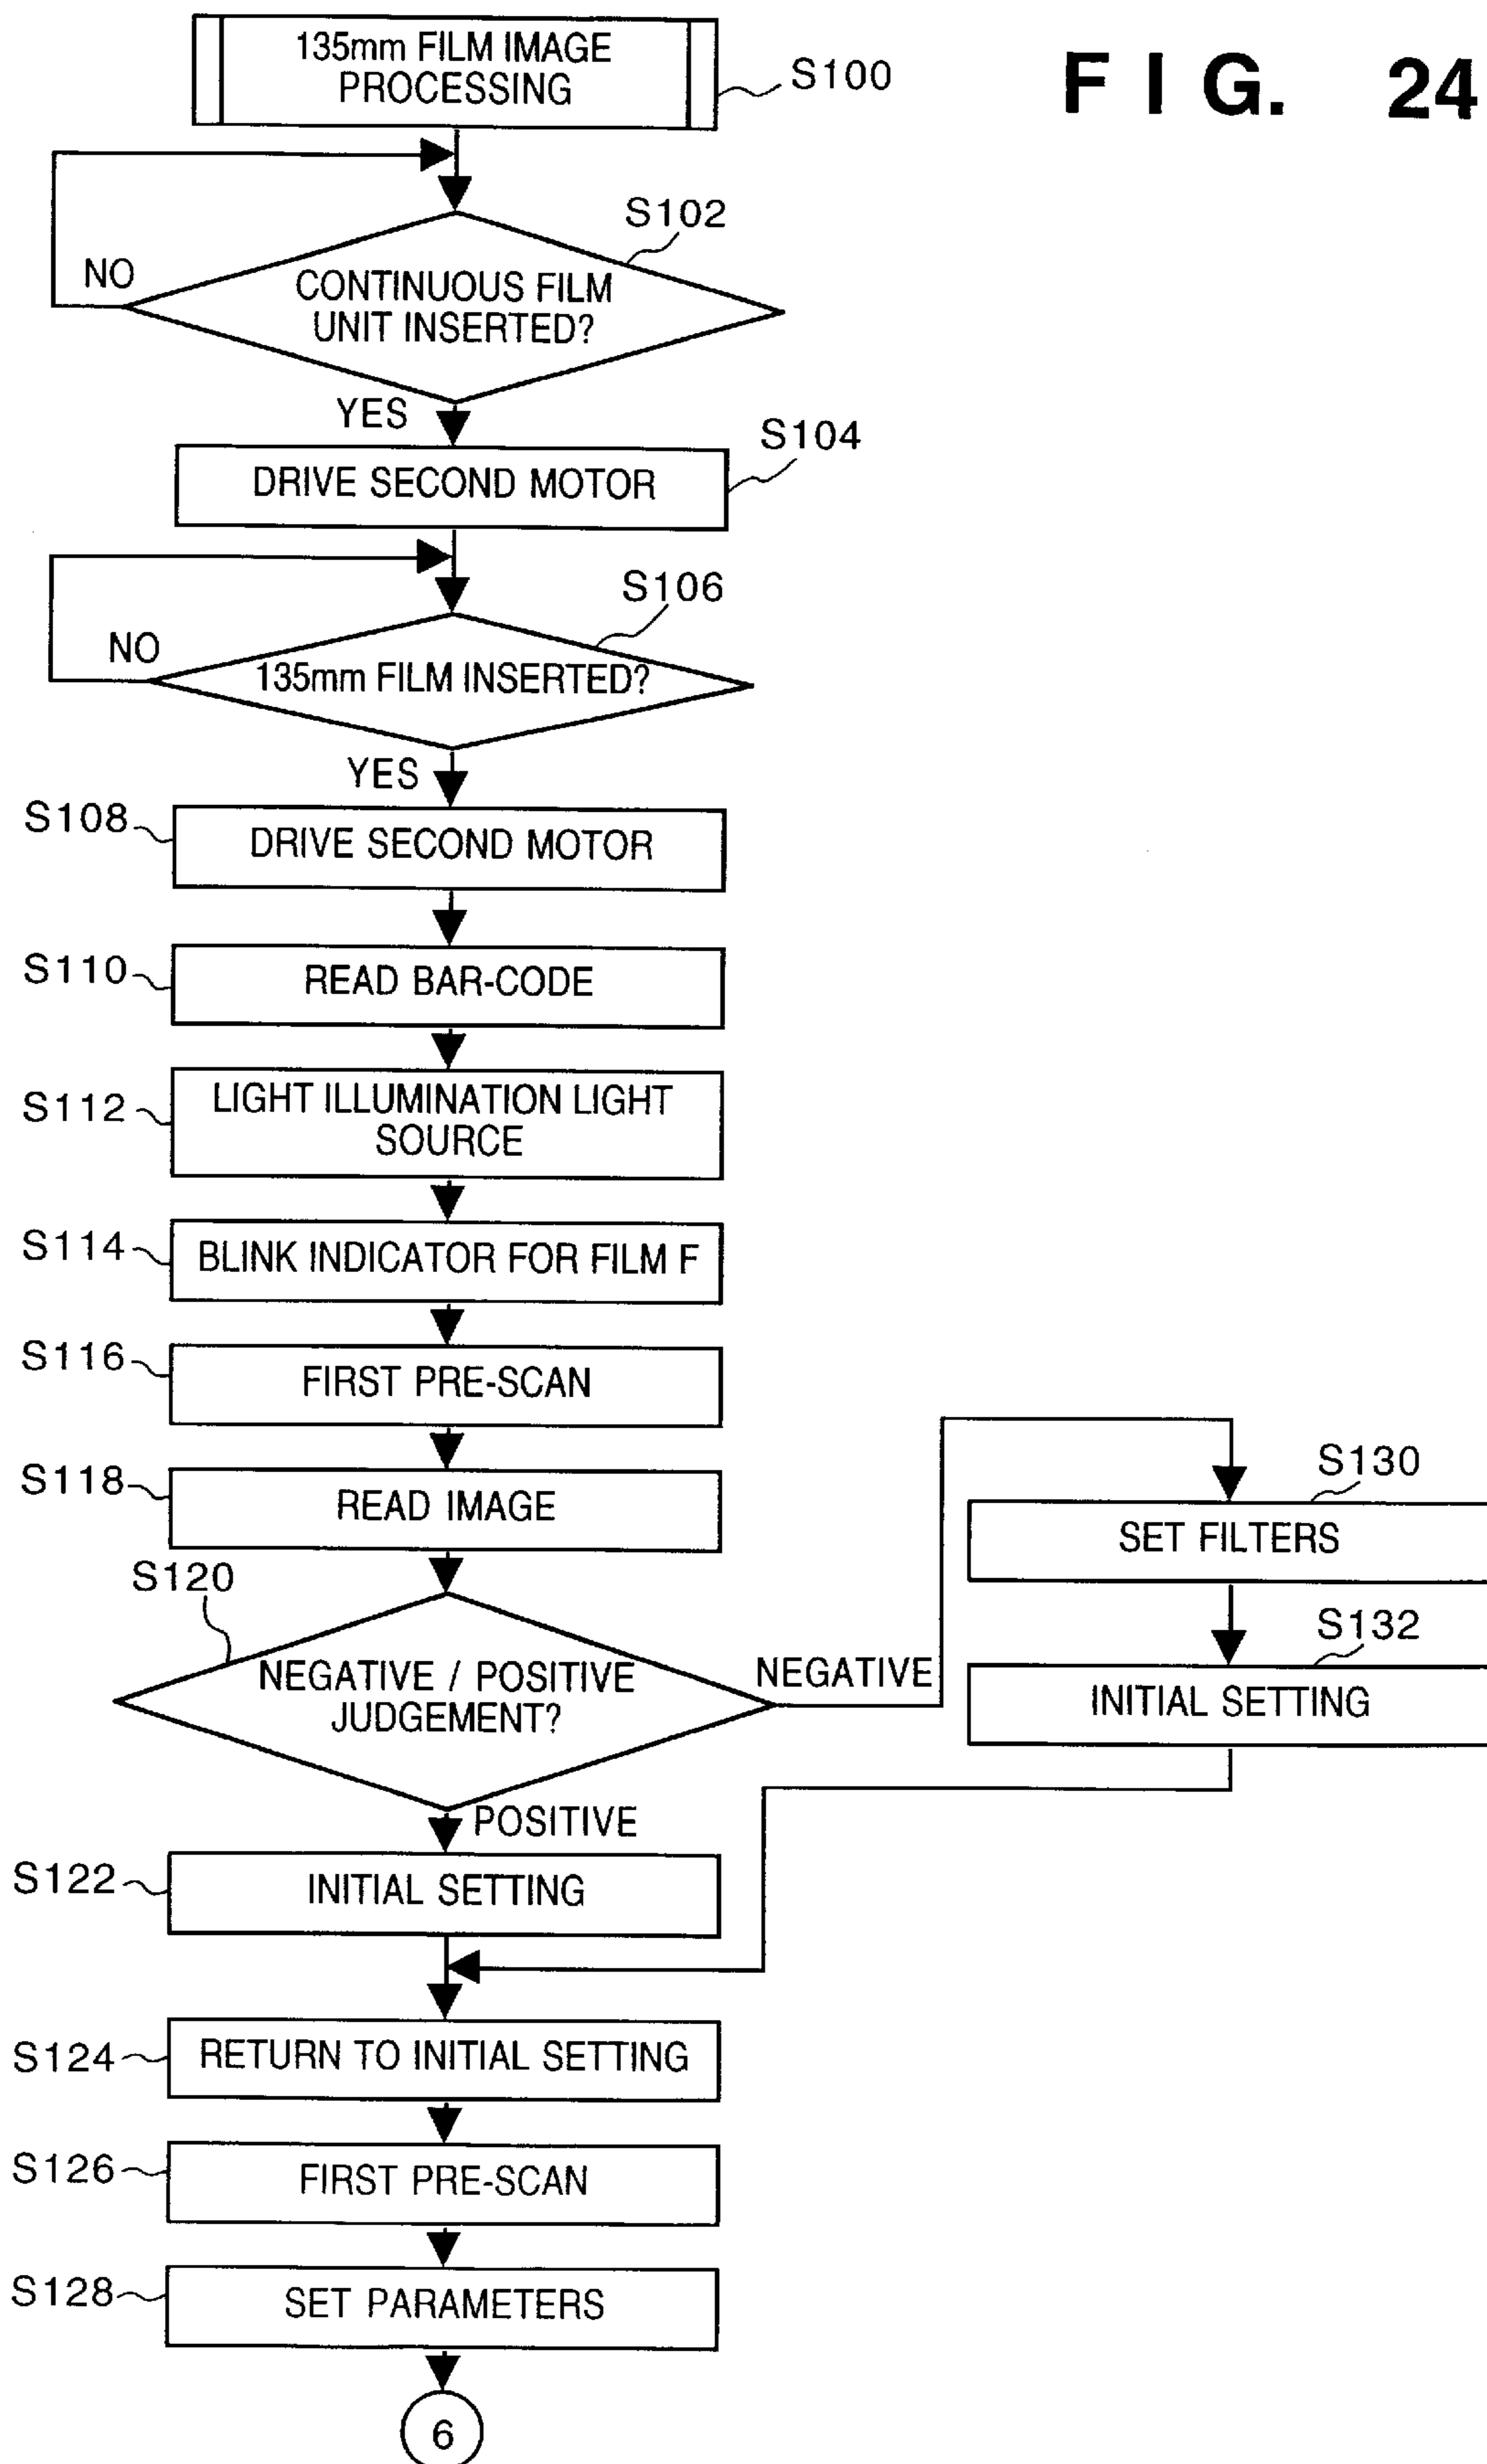 135mm FILM IMAGE
PROCESSING
S100
F I G. 24
S102
NO
CONTINUOUS FILM
UNIT INSERTED?
YES
S104
DRIVE SECOND MOTOR
S106
NO
135mm FILM INSERTED?
YES
S108
DRIVE SECOND MOTOR
S110
READ BAR-CODE
S112
LIGHT ILLUMINATION LIGHT
SOURCE
S114
BLINK INDICATOR FOR FILM F
S116
FIRST PRE-SCAN
S118
READ IMAGE
S120
NEGATIVE / POSITIVE
JUDGEMENT?
NEGATIVE
S130
SET FILTERS
S132
INITIAL SETTING
POSITIVE
S122
INITIAL SETTING
S124
RETURN TO INITIAL SETTING
S126
FIRST PRE-SCAN
S128
SET PARAMETERS
6